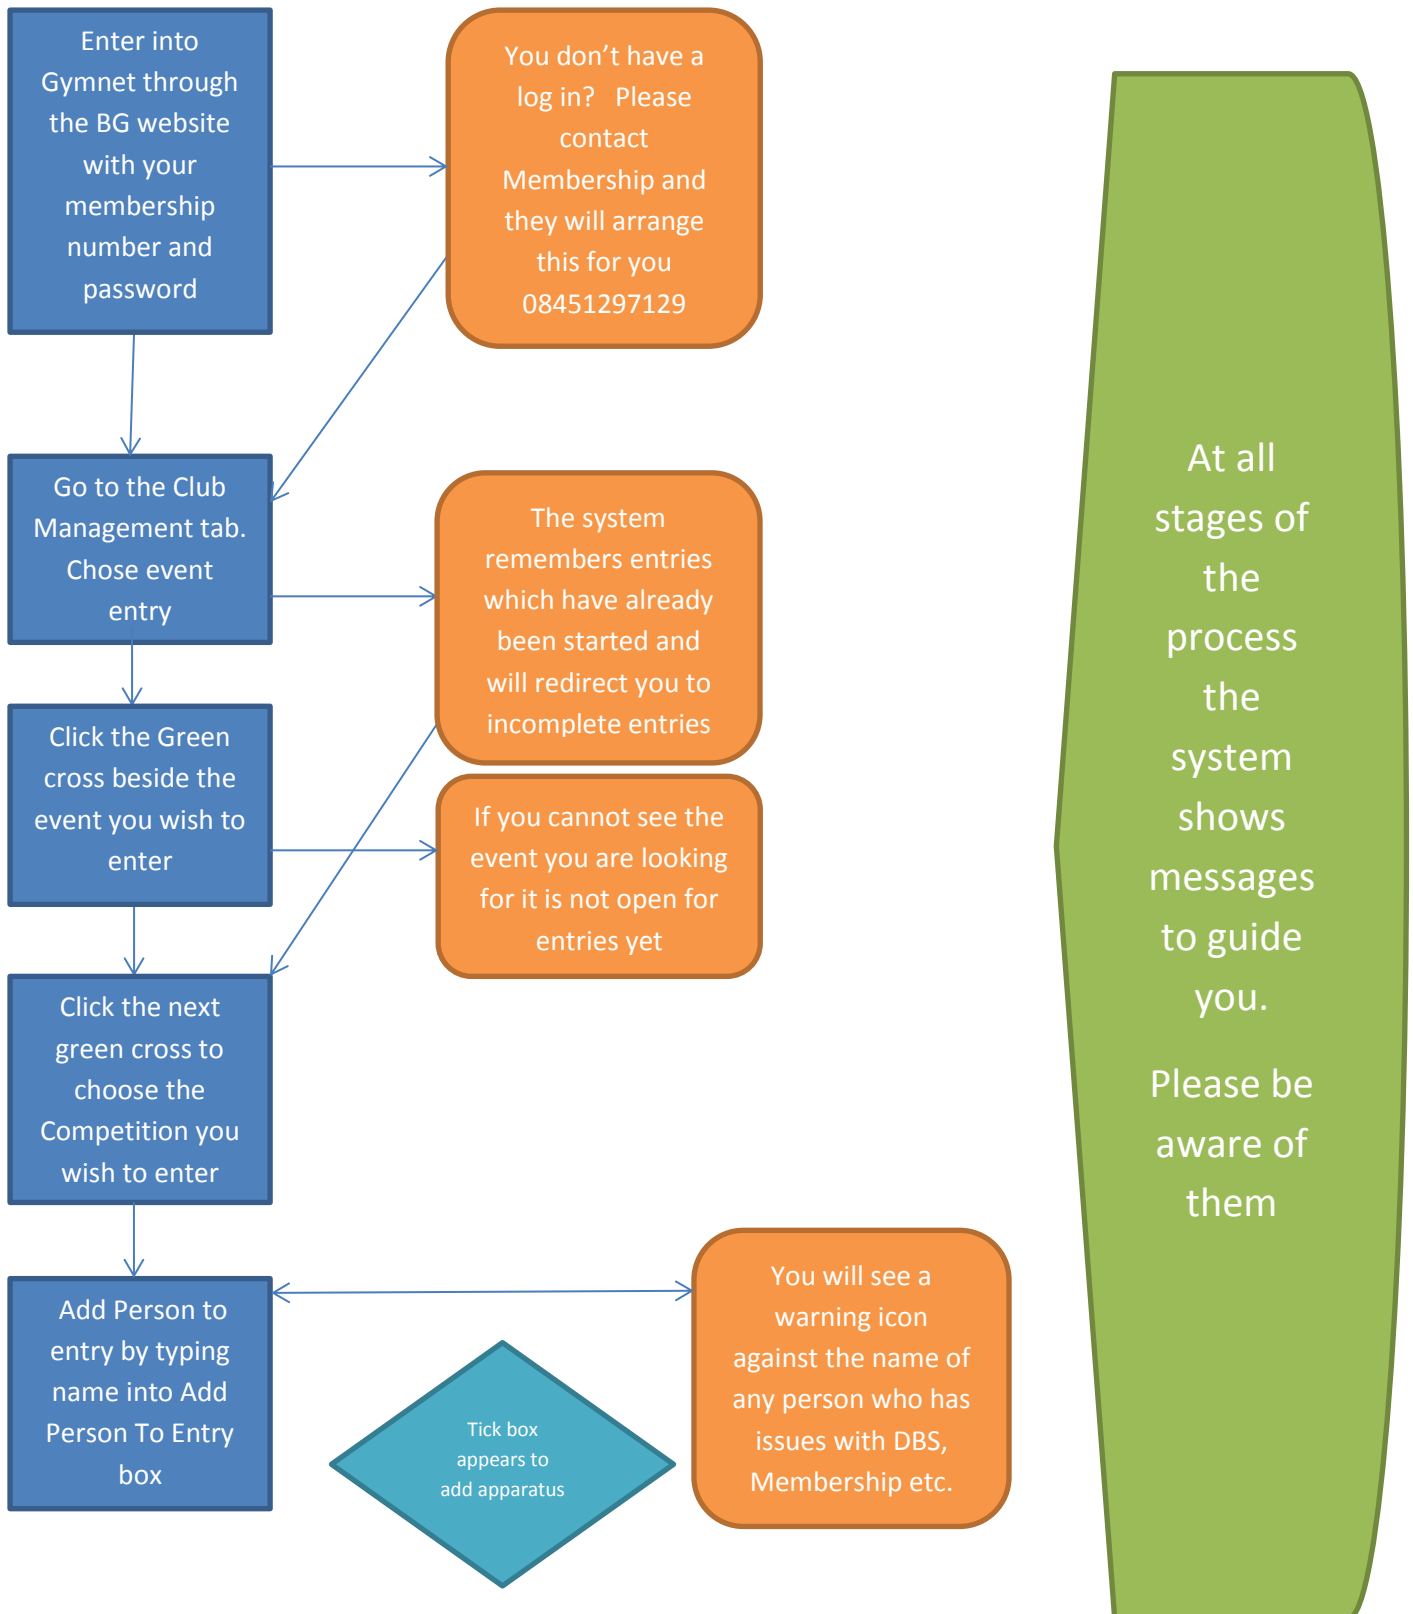 Enter into
Gymnet through
the BG website
with your
membership
number and
password
You don’t have a
log in?   Please
contact
Membership and
they will arrange
this for you
08451297129
Go to the Club
Management tab.
Chose event
entry
The system
remembers entries
which have already
been started and
will redirect you to
incomplete entries
Click the Green
cross beside the
event you wish to
enter
If you cannot see the
event you are looking
for it is not open for
entries yet
Click the next
green cross to
choose the
Competition you
wish to enter
Add Person to
entry by typing
name into Add
Person To Entry
box
Tick box
appears to
add apparatus
You will see a
warning icon
against the name of
any person who has
issues with DBS,
Membership etc.
At all
stages of
the
process
the
system
shows
messages
to guide
you.
Please be
aware of
them